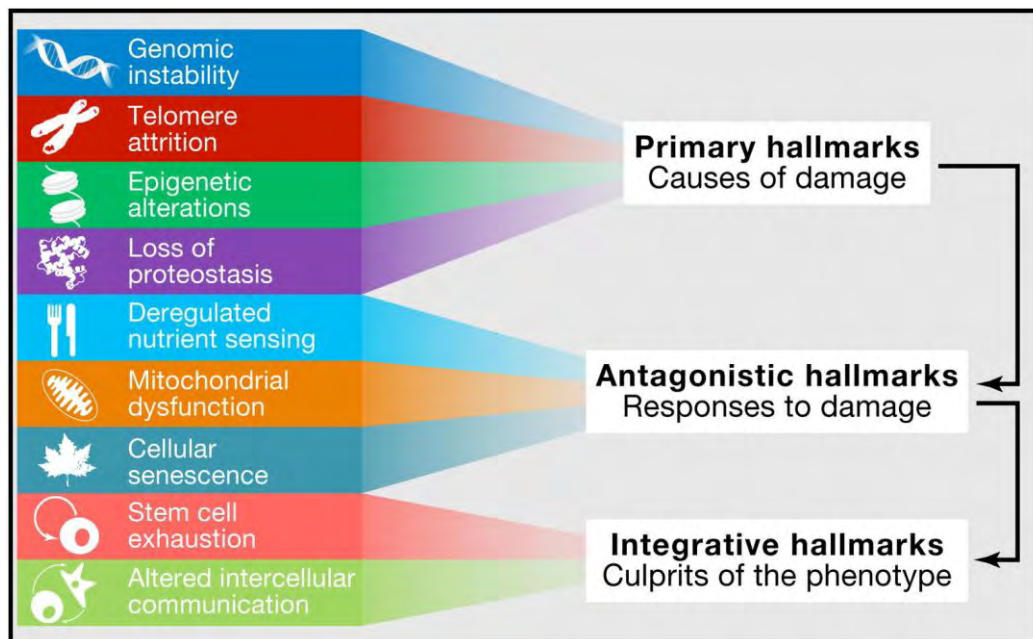 Genomic
instability
Telomere
attrition
Epigenetic
alterations
Loss of
proteostasis
Deregulated
nutrient sensing
Mitochondrial
dysfunction
Cellular
senescence
Stem cell
exhaustion
Altered intercellular
communication
Primary hallmarks
Causes of damage
Antagonistic hallmarks
Responses to damage
Integrative hallmarks
Culprits of the phenotype